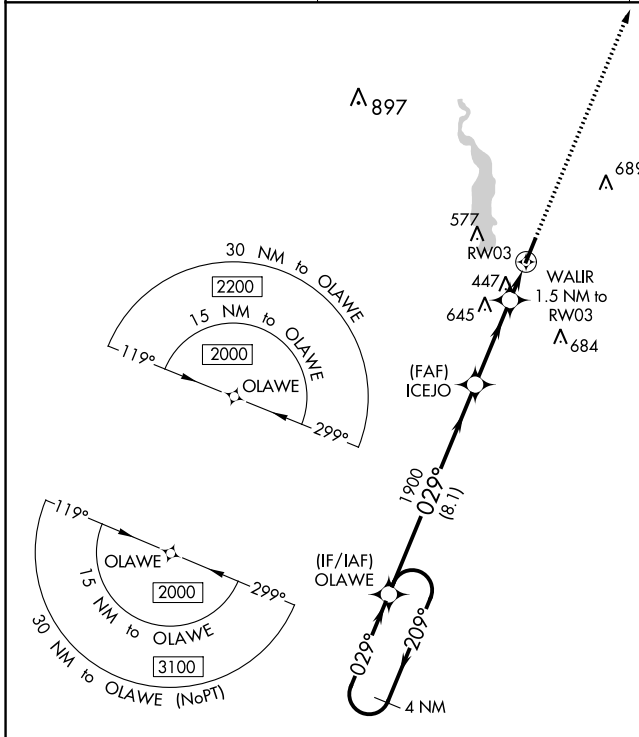 897
689
577
RW03
447
645
WALIR
1.5 NM to
RW03
684
30 NM to OLAWE
2200
15 NM to OLAWE
2000
119°
OLAWE
299°
(FAF)
ICEJO
1900
029°
(8.1)
119°
OLAWE
299°
2000
15 NM to OLAWE
3100
30 NM to OLAWE (NoPT)
(IF/IAF)
OLAWE
029°
209°
4 NM